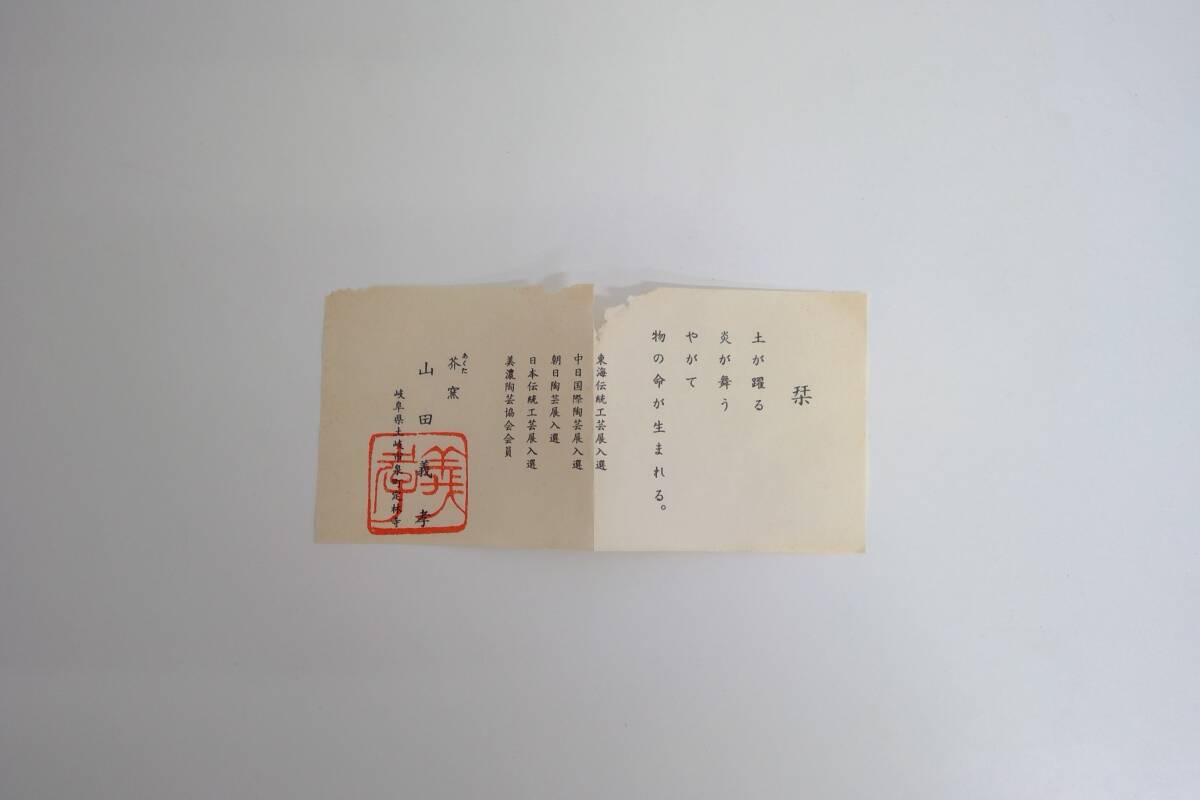 栞
土が躍る
炎が舞う
やがて
物の命が生まれる。
東海伝統工芸展入選
中日国際陶芸展入選
朝日陶芸展入選
日本伝統工芸展入選
美濃陶芸協会会員
あくた
芥窯
山田義孝
岐阜県土岐市泉町定林寺
義孝